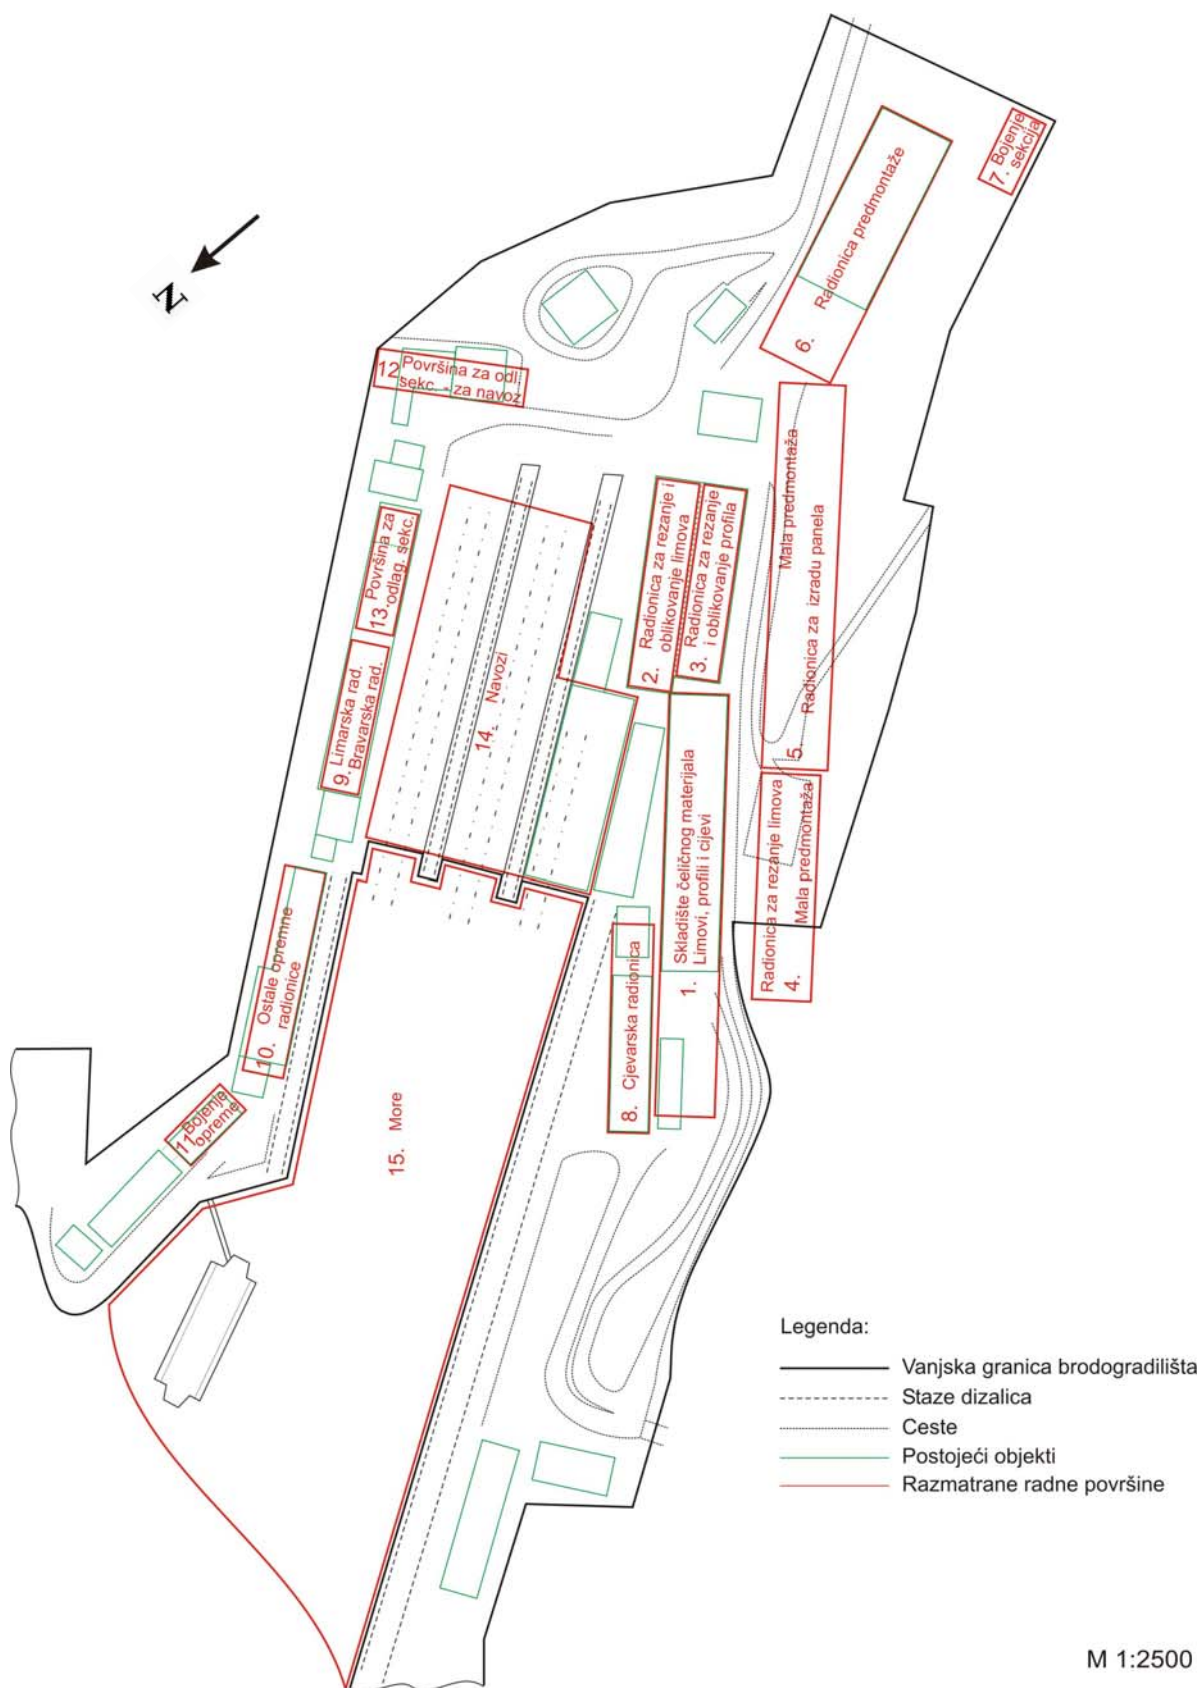 7. Bojenje
sekcija
6. Radionica predmontaže
N
12
Površina za odl.
sekc. - za navoz
13.
Površina za
odlag. sekc.
2.
Radionica za rezanje i
oblikovanje limova
3.
Radionica za rezanje
i oblikovanje profila
Mala predmontaža
5. Radionica za izradu panela
9. Limarska rad.
Bravarska rad.
14. Navozi
1.
Skladište čeličnog materijala
Limovi, profili i cijevi
Radionica za rezanje limova
4. Mala predmontaža
10. Ostale opremne
radionice
8. Cjevarska radionica
11. Bojenje
opreme
15. More
Legenda:
Vanjska granica brodogradilišta
Staze dizalica
Ceste
Postojeći objekti
Razmatrane radne površine
M 1:2500